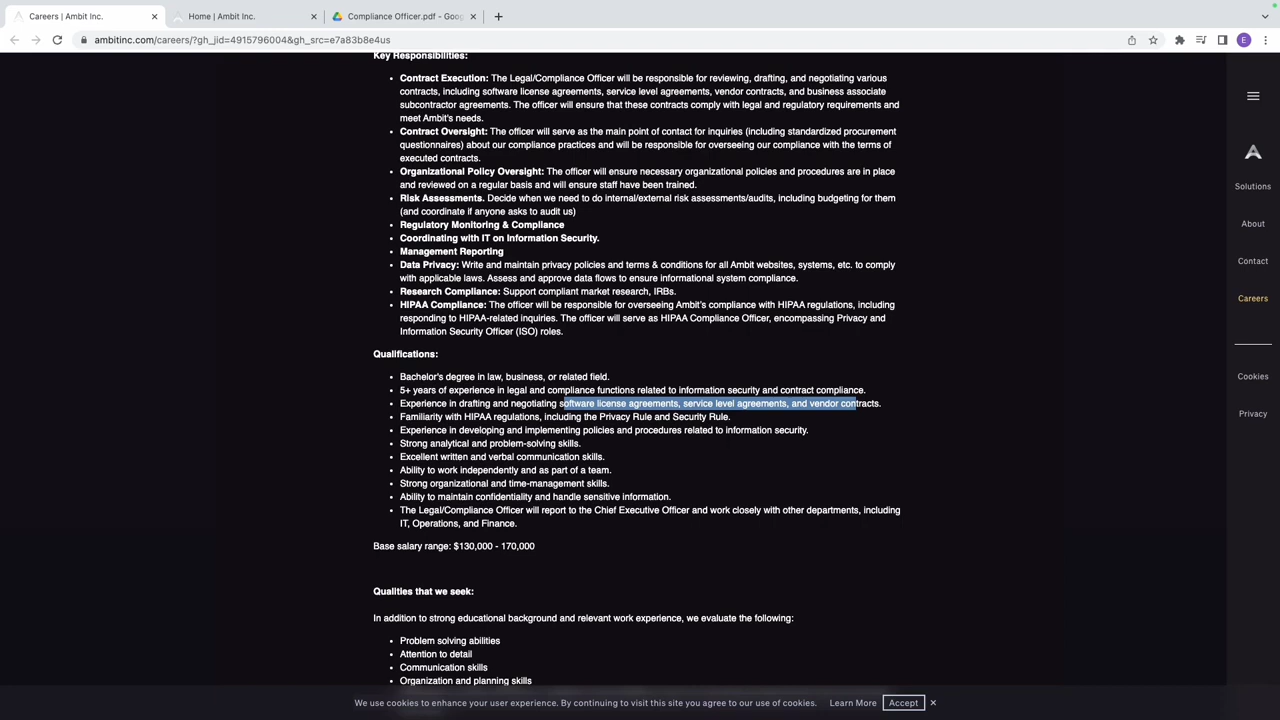 Careers | Ambit Inc.
Home | Ambit Inc.
Compliance Officer.pdf - Goog
ambitinc.com/careers/?gh_jid=4915796004&gh_src=e7a83b8e4us
E
Key Responsibilities:
Contract Execution: The Legal/Compliance Officer will be responsible for reviewing, drafting, and negotiating various
contracts, including software license agreements, service level agreements, vendor contracts, and business associate
subcontractor agreements. The officer will ensure that these contracts comply with legal and regulatory requirements and
meet Ambit's needs.
Contract Oversight: The officer will serve as the main point of contact for inquiries (including standardized procurement
questionnaires) about our compliance practices and will be responsible for overseeing our compliance with the terms of
executed contracts.
Organizational Policy Oversight: The officer will ensure necessary organizational policies and procedures are in place
and reviewed on a regular basis and will ensure staff have been trained.
Risk Assessments. Decide when we need to do internal/external risk assessments/audits, including budgeting for them
(and coordinate if anyone asks to audit us)
Regulatory Monitoring & Compliance
Coordinating with IT on Information Security.
Management Reporting
Data Privacy: Write and maintain privacy policies and terms & conditions for all Ambit websites, systems, etc. to comply
with applicable laws. Assess and approve data flows to ensure informational system compliance.
Research Compliance: Support compliant market research, IRBs.
HIPAA Compliance: The officer will be responsible for overseeing Ambit's compliance with HIPAA regulations, including
responding to HIPAA-related inquiries. The officer will serve as HIPAA Compliance Officer, encompassing Privacy and
Information Security Officer (ISO) roles.
Qualifications:
Bachelor's degree in law, business, or related field.
5+ years of experience in legal and compliance functions related to information security and contract compliance.
Experience in drafting and negotiating software license agreements, service level agreements, and vendor contracts.
Familiarity with HIPAA regulations, including the Privacy Rule and Security Rule.
Experience in developing and implementing policies and procedures related to information security.
Strong analytical and problem-solving skills.
Excellent written and verbal communication skills.
Ability to work independently and as part of a team.
Strong organizational and time-management skills.
Ability to maintain confidentiality and handle sensitive information.
The Legal/Compliance Officer will report to the Chief Executive Officer and work closely with other departments, including
IT, Operations, and Finance.
Base salary range: $130,000 - 170,000
Qualities that we seek:
In addition to strong educational background and relevant work experience, we evaluate the following:
Problem solving abilities
Attention to detail
Communication skills
Organization and planning skills
Solutions
About
Contact
Careers
Cookies
Privacy
We use cookies to enhance your user experience. By continuing to visit this site you agree to our use of cookies.
Learn More
Accept